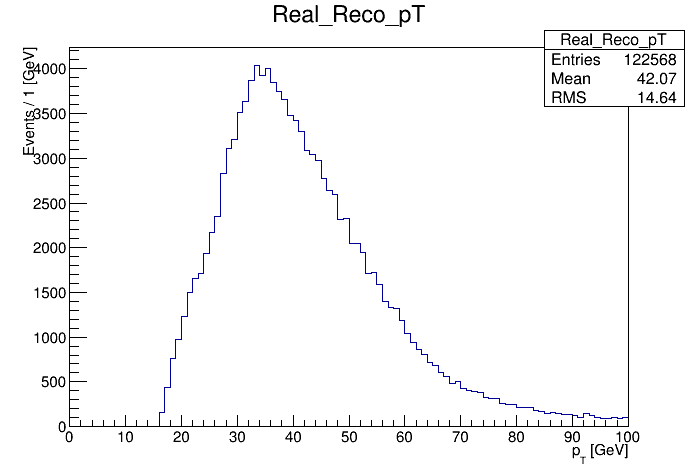 Real_Reco_pT
Real_Reco_pT
Entries 122568
Mean 42.07
RMS 14.64
Events / 1 [GeV]
4000
3500
3000
2500
2000
1500
1000
500
0
0 10 20 30 40 50 60 70 80 90 100
p_T [GeV]